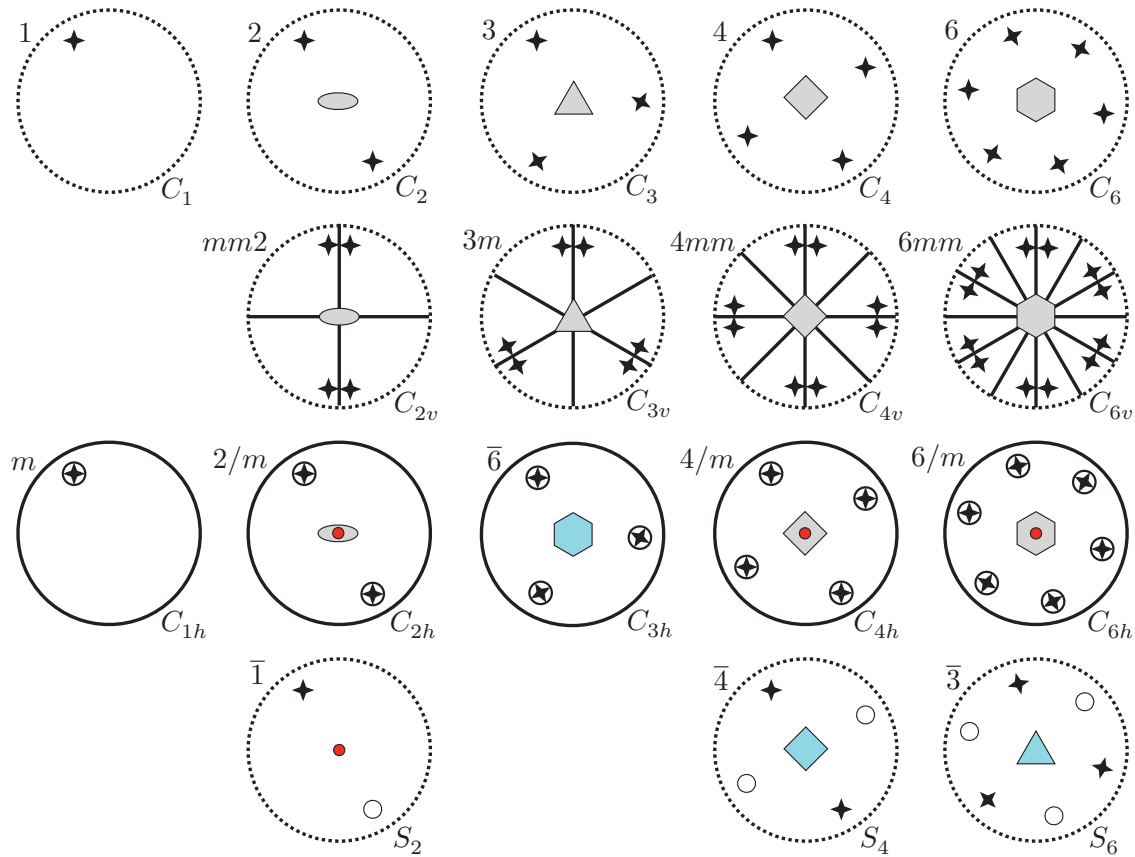 1 2 3 4 6
C₁ C₂ C₃ C₄ C₆
mm2 3m 4mm 6mm
C₂ᵥ C₃ᵥ C₄ᵥ C₆ᵥ
m 2/m 6̅ 4/m 6/m
C₁ₕ C₂ₕ C₃ₕ C₄ₕ C₆ₕ
1̅ 4̅ 3̅
S₂ S₄ S₆